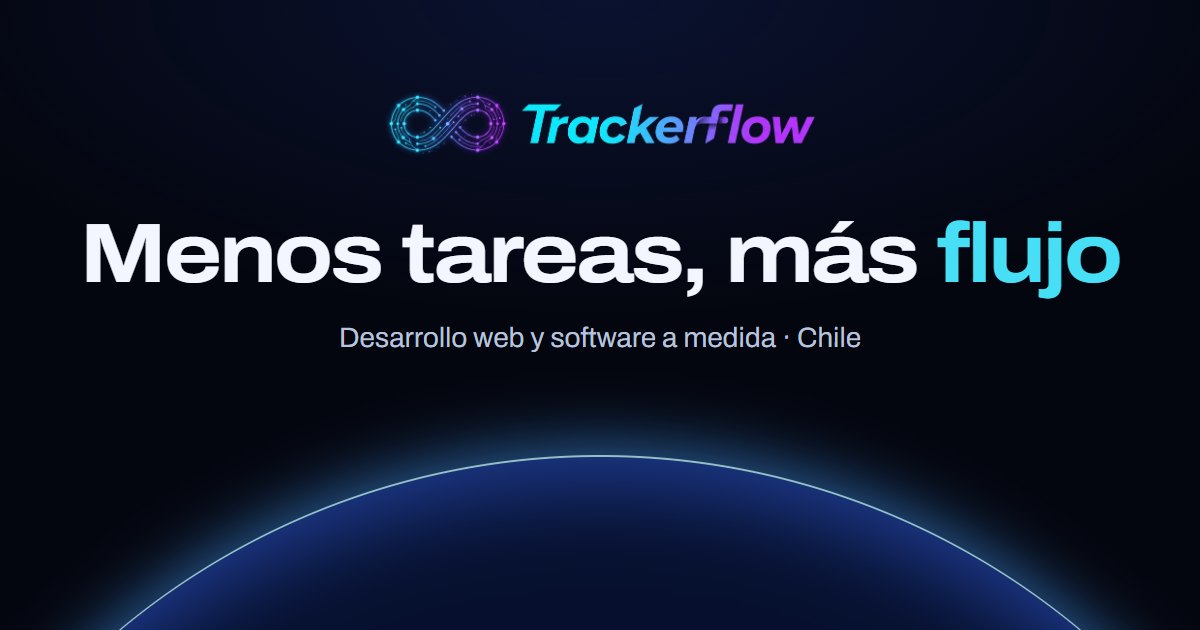 Trackerflow
Menos tareas, más flujo
Desarrollo web y software a medida · Chile